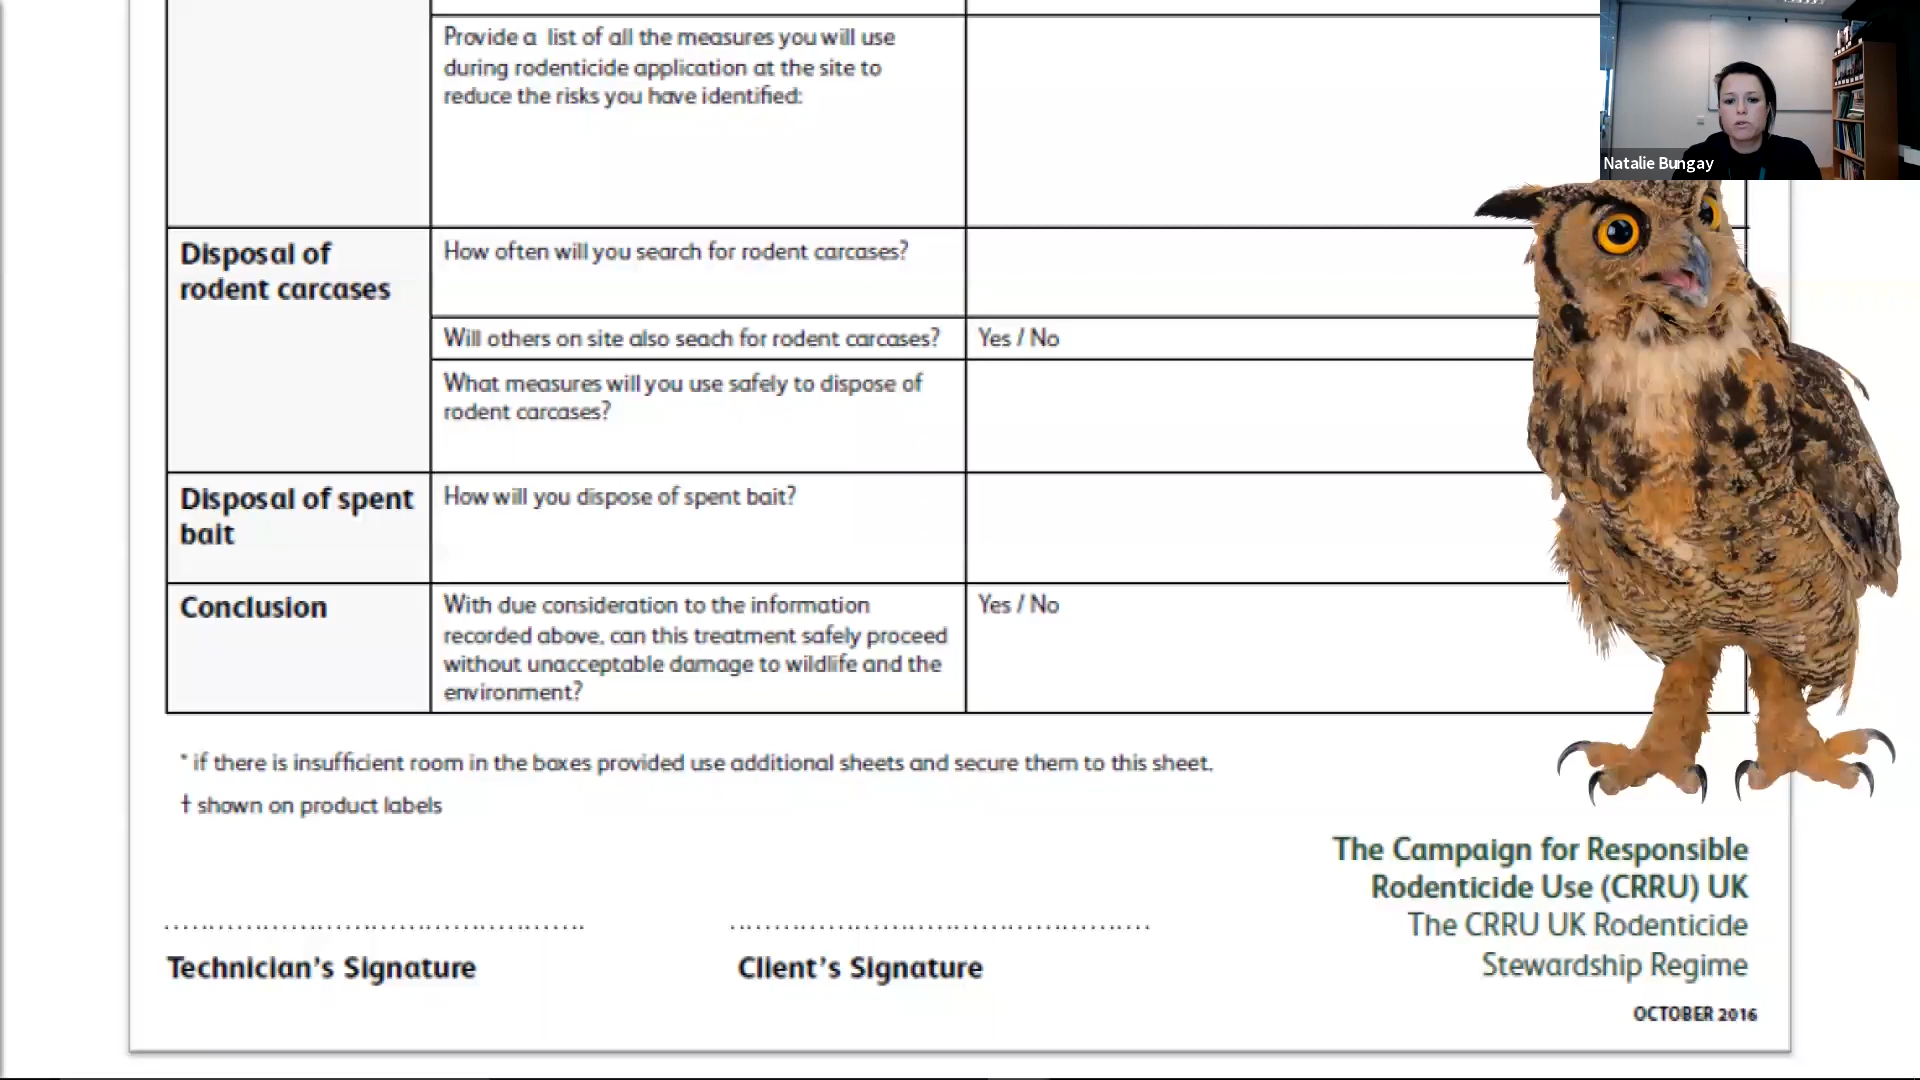 Provide a list of all the measures you will use
during rodenticide application at the site to
reduce the risks you have identified:
Natalie Bungay
Disposal of
rodent carcases
How often will you search for rodent carcases?
Will others on site also seach for rodent carcases?
Yes / No
What measures will you use safely to dispose of
rodent carcases?
Disposal of spent
bait
How will you dispose of spent bait?
Conclusion
With due consideration to the information
recorded above, can this treatment safely proceed
without unacceptable damage to wildlife and the
environment?
Yes / No
* if there is insufficient room in the boxes provided use additional sheets and secure them to this sheet.
† shown on product labels
The Campaign for Responsible
Rodenticide Use (CRRU) UK
The CRRU UK Rodenticide
Stewardship Regime
Technician's Signature
Client's Signature
OCTOBER 2016